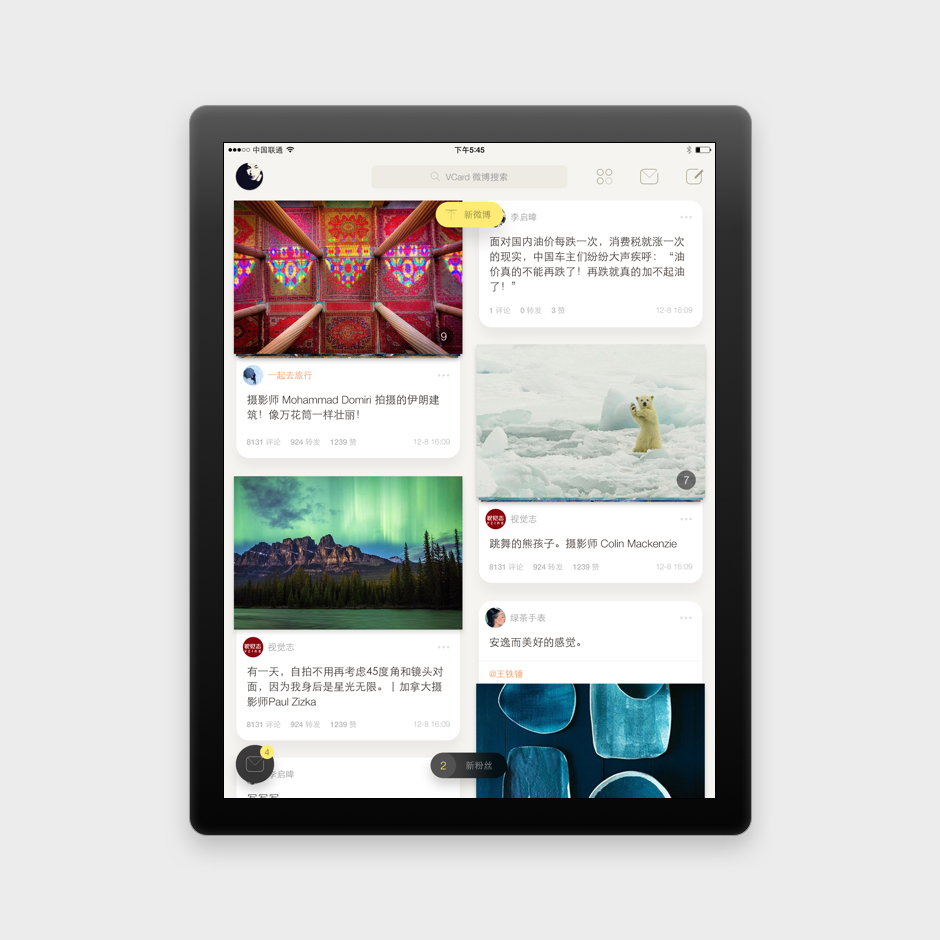 中国联通
下午5:45
VCard 微博搜索
新微博
9
一起去旅行
摄影师 Mohammad Domiri 拍摄的伊朗建
筑！像万花筒一样壮丽！
8131 评论 924 转发 1239 赞 12-8 16:09
视觉志
视觉志
有一天，自拍不用再考虑45度角和镜头对
面，因为我身后是星光无限。丨加拿大摄
影师Paul Zizka
8131 评论 924 转发 1239 赞 12-8 16:09
4
李启暐
李启暐
面对国内油价每跌一次，消费税就涨一次
的现实，中国车主们纷纷大声疾呼：“油
价真的不能再跌了！再跌就真的加不起油
了！”
1 评论 0 转发 3 赞 12-8 16:09
7
视觉志
视觉志
跳舞的熊孩子。摄影师 Colin Mackenzie
8131 评论 924 转发 1239 赞 12-8 16:09
绿茶手表
安逸而美好的感觉。
@王铁锤
2 新粉丝